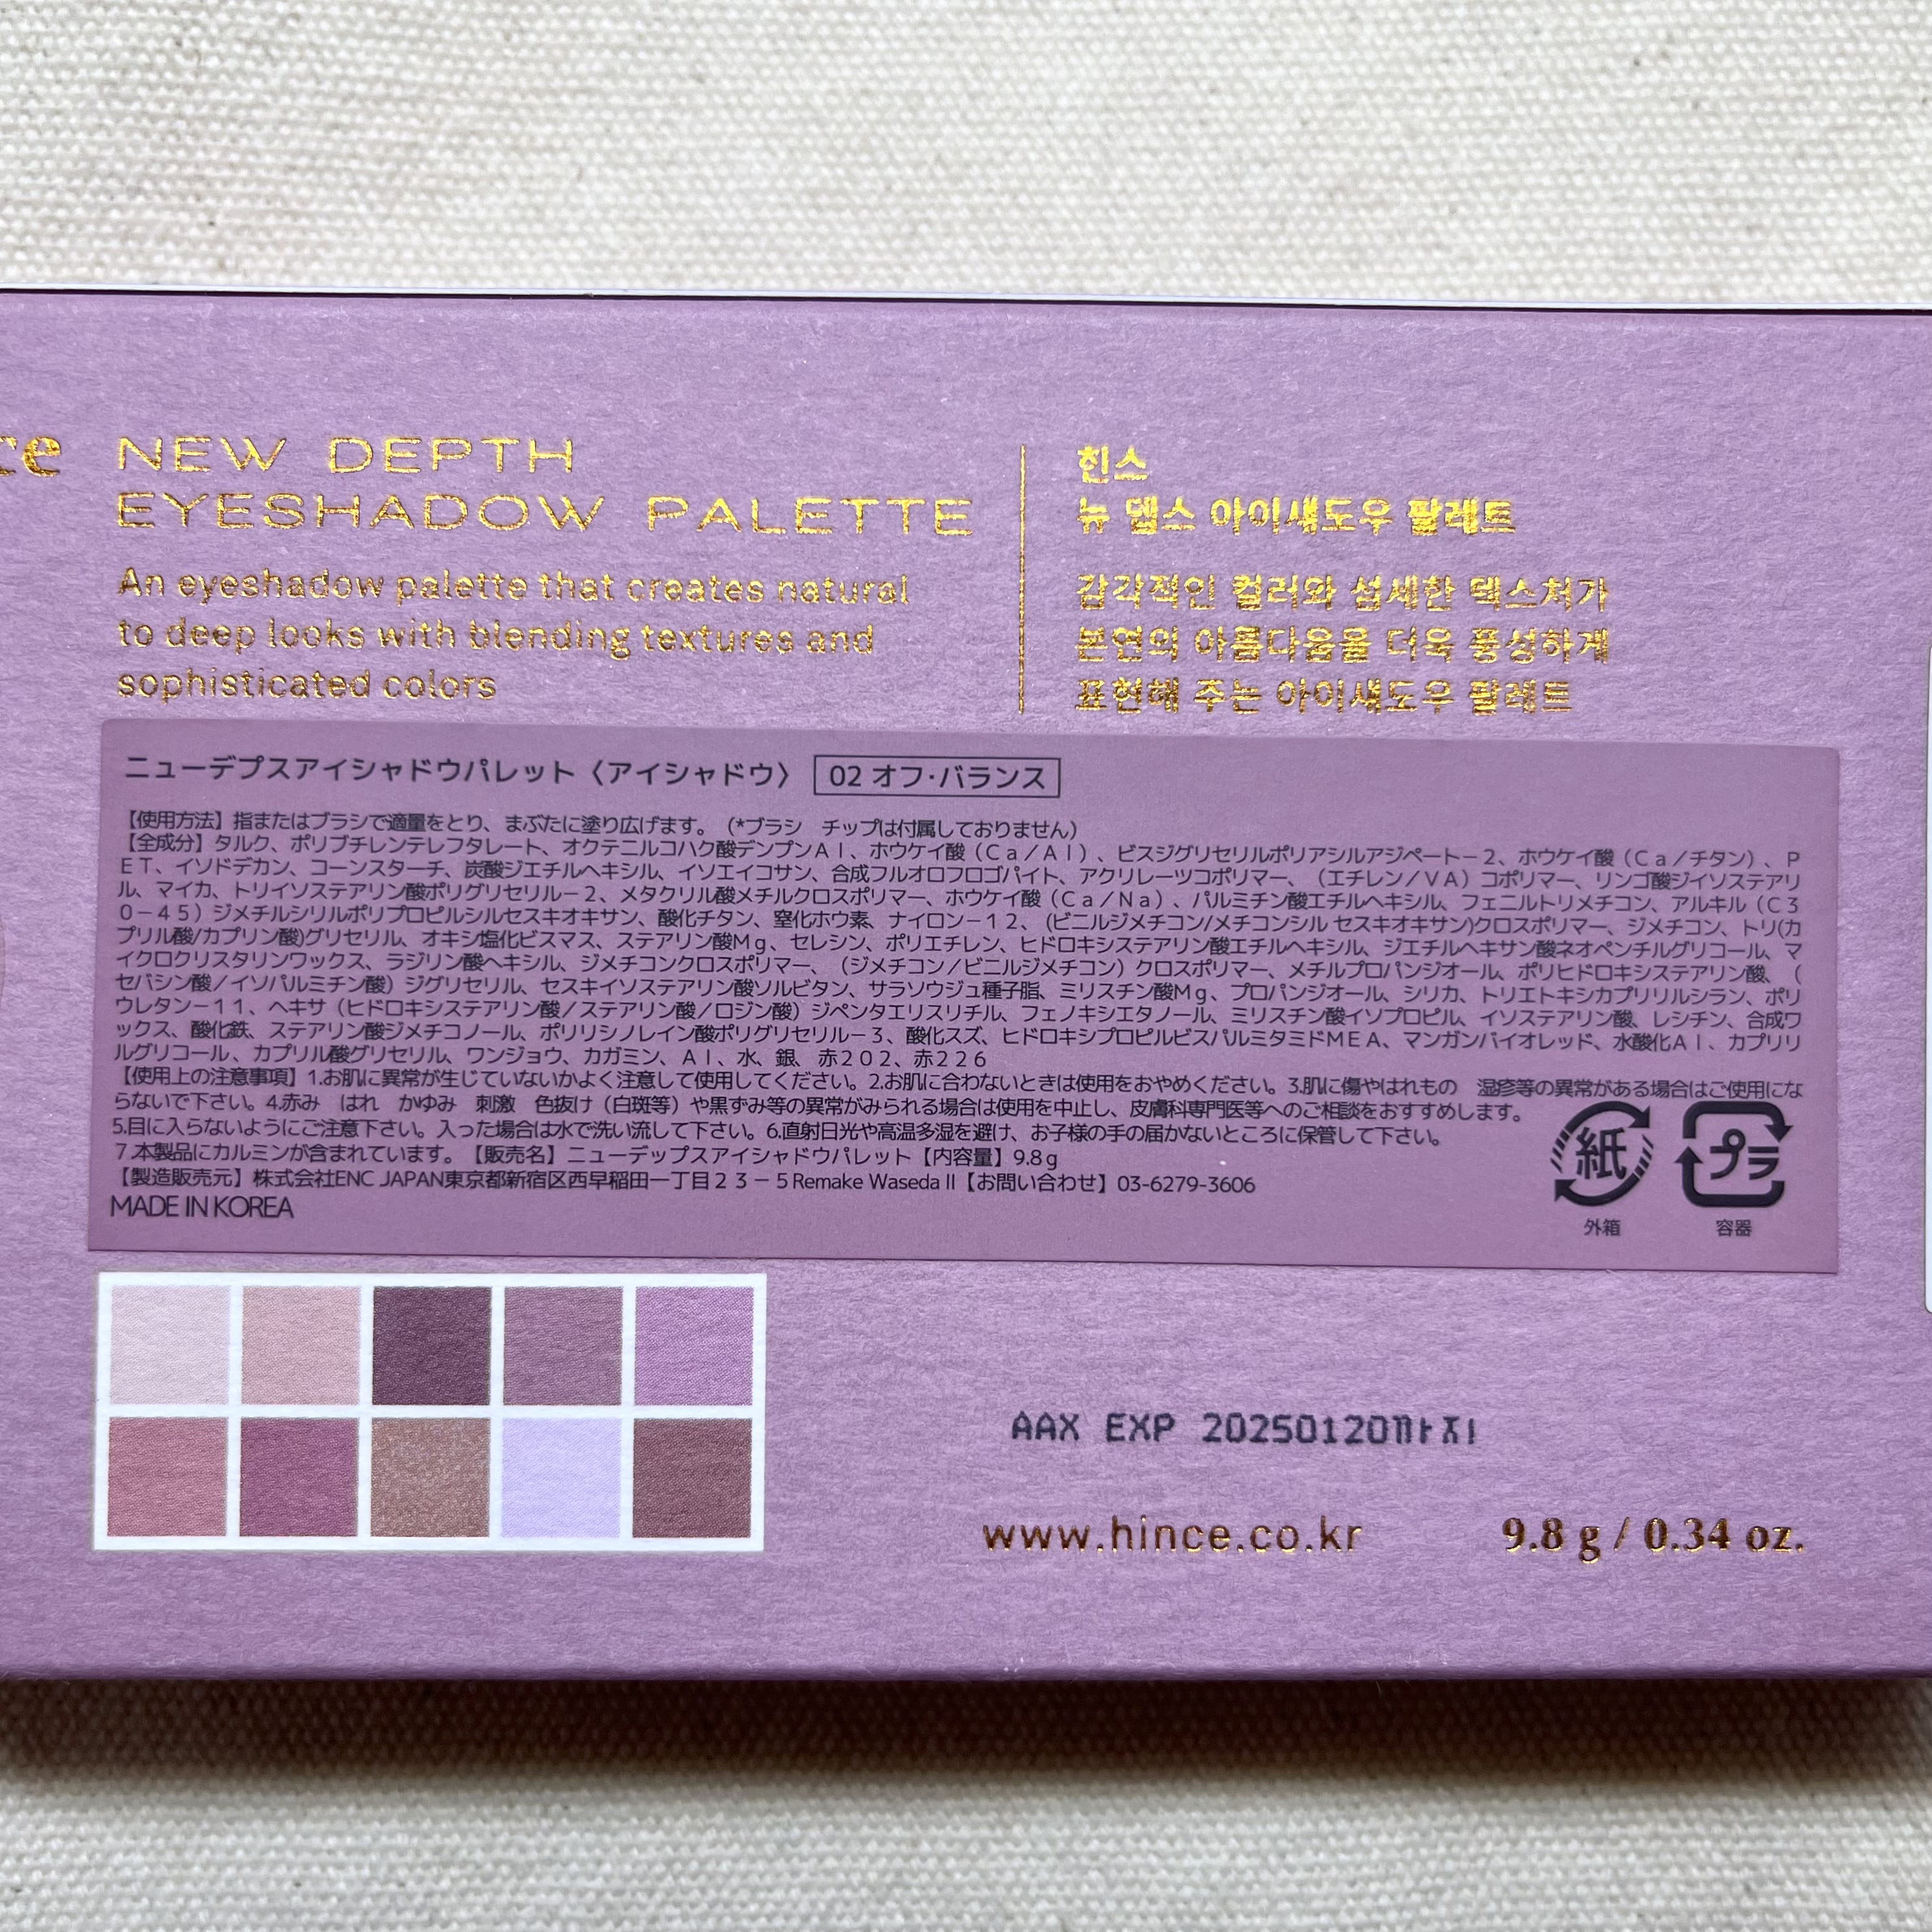 ce
NEW DEPTH
EYESHADOW PALETTE
An eyeshadow palette that creates natural
to deep looks with blending textures and
sophisticated colors
힌스
뉴 뎁스 아이섀도우 팔레트
감각적인 컬러와 섬세한 텍스처가
본연의 아름다움을 더욱 풍성하게
표현해 주는 아이섀도우 팔레트
ニューデプスアイシャドウパレット〈アイシャドウ〉 02 オフ・バランス
【使用方法】指またはブラシで適量をとり、まぶたに塗り広げます。（*ブラシ　チップは付属しておりません）
【全成分】タルク、ポリブチレンテレフタレート、オクテニルコハク酸デンプンＡｌ、ホウケイ酸（Ｃａ／Ａｌ）、ビスジグリセリルポリアシルアジペート－２、ホウケイ酸（Ｃａ／チタン）、Ｐ
ＥＴ、イソドデカン、コーンスターチ、炭酸ジエチルヘキシル、イソエイコサン、合成フルオロフロゴパイト、アクリレーツコポリマー、（エチレン／ＶＡ）コポリマー、リンゴ酸ジイソステアリ
ル、マイカ、トリイソステアリン酸ポリグリセリル－２、メタクリル酸メチルクロスポリマー、ホウケイ酸（Ｃａ／Ｎａ）、パルミチン酸エチルヘキシル、フェニルトリメチコン、アルキル（Ｃ３
０－４５）ジメチルシリルポリプロピルシルセスキオキサン、酸化チタン、窒化ホウ素、ナイロン－１２、(ビニルジメチコン/メチコンシル セスキオキサン)クロスポリマー、ジメチコン、トリ(カ
プリル酸/カプリン酸)グリセリル、オキシ塩化ビスマス、ステアリン酸Ｍｇ、セレシン、ポリエチレン、ヒドロキシステアリン酸エチルヘキシル、ジエチルヘキサン酸ネオペンチルグリコール、マ
イクロクリスタリンワックス、ラジリン酸ヘキシル、ジメチコンクロスポリマー、（ジメチコン／ビニルジメチコン）クロスポリマー、メチルプロパンジオール、ポリヒドロキシステアリン酸、（
セバシン酸／イソパルミチン酸）ジグリセリル、セスキイソステアリン酸ソルビタン、サラソウジュ種子脂、ミリスチン酸Ｍｇ、プロパンジオール、シリカ、トリエトキシカプリリルシラン、ポリ
ウレタン－１１、ヘキサ（ヒドロキシステアリン酸／ステアリン酸／ロジン酸）ジペンタエリスリチル、フェノキシエタノール、ミリスチン酸イソプロピル、イソステアリン酸、レシチン、合成ワ
ックス、酸化鉄、ステアリン酸ジメチコノール、ポリリシノレイン酸ポリグリセリル－３、酸化スズ、ヒドロキシプロピルビスパルミタミドＭＥＡ、マンガンバイオレッド、水酸化Ａｌ、カプリリ
ルグリコール、カプリル酸グリセリル、ワンジョウ、カガミン、Ａｌ、水、銀、赤２０２、赤２２６
【使用上の注意事項】1.お肌に異常が生じていないかよく注意して使用してください。2.お肌に合わないときは使用をおやめください。3.肌に傷やはれもの　湿疹等の異常がある場合はご使用にな
らないで下さい。4.赤み　はれ　かゆみ　刺激　色抜け（白斑等）や黒ずみ等の異常がみられる場合は使用を中止し、皮膚科専門医等へのご相談をおすすめします。
5.目に入らないようにご注意下さい。入った場合は水で洗い流して下さい。6.直射日光や高温多湿を避け、お子様の手の届かないところに保管して下さい。
7.本製品にカルミンが含まれています。【販売名】ニューデップスアイシャドウパレット【内容量】9.8g
【製造販売元】株式会社ENC JAPAN東京都新宿区西早稲田一丁目２３－５Remake Waseda II【お問い合わせ】03-6279-3606
MADE IN KOREA
紙 プラ
外箱 容器
AAX EXP 20250120까지
www.hince.co.kr 9.8 g / 0.34 oz.